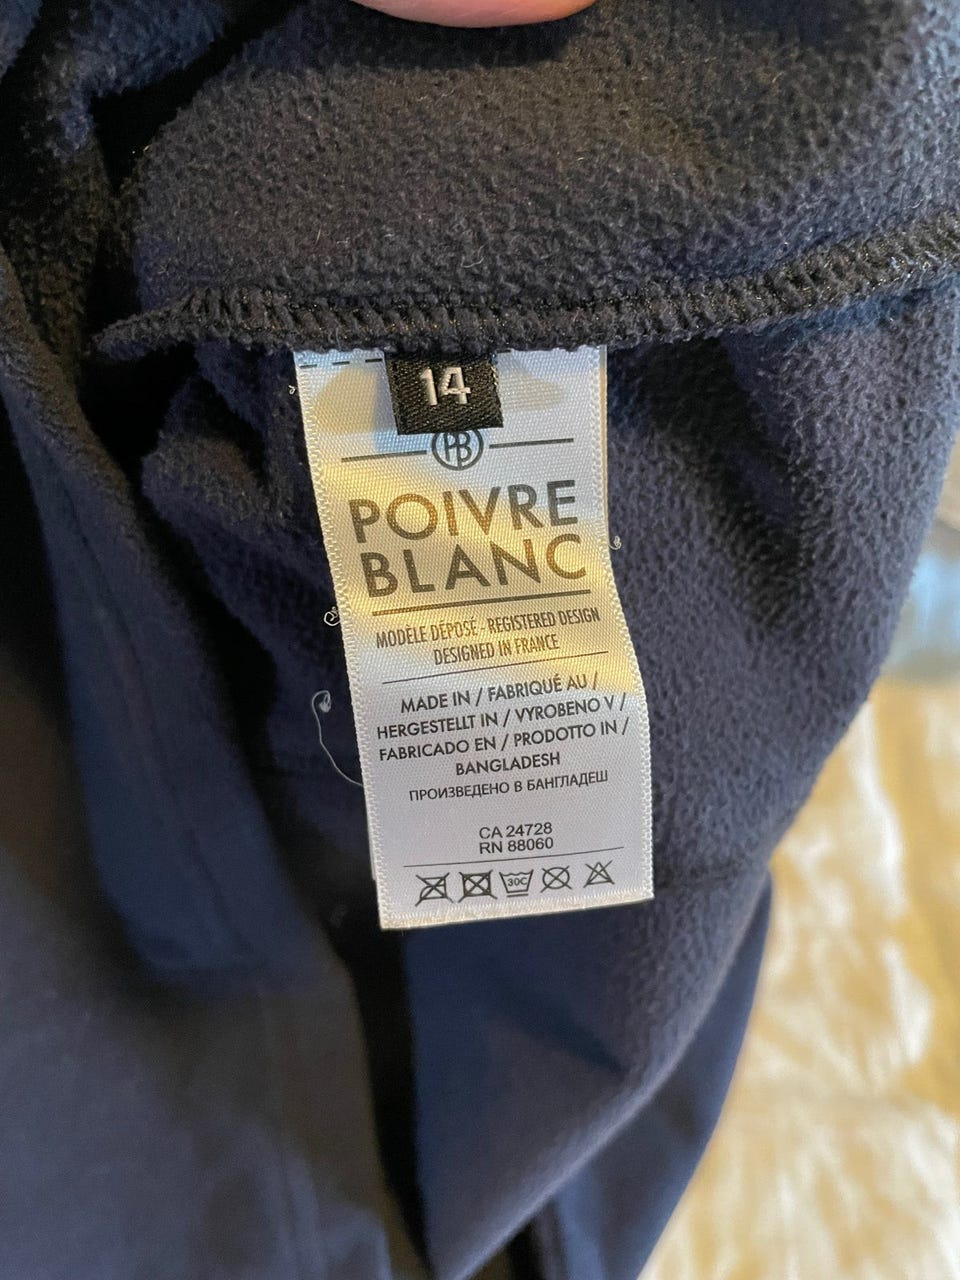 14
PB
POIVRE
BLANC
MODÈLE DÉPOSÉ - REGISTERED DESIGN
DESIGNED IN FRANCE
MADE IN / FABRIQUÉ AU /
HERGESTELLT IN / VYROBENO V /
FABRICADO EN / PRODOTTO IN /
BANGLADESH
ПРОИЗВЕДЕНО В БАНГЛАДЕШ
CA 24728
RN 88060
30C